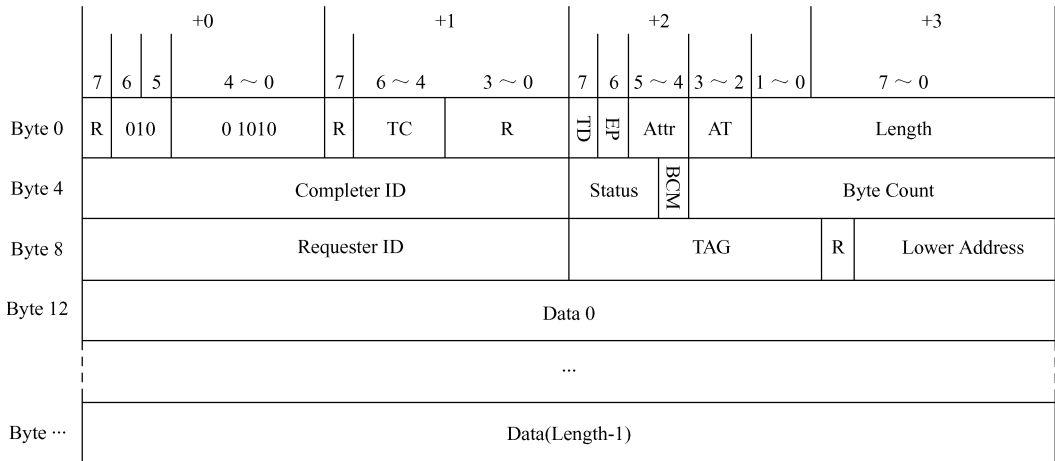 +0 +1 +2 +3
7 6 5 4 ～ 0 7 6 ～ 4 3 ～ 0 7 6 5 ～ 4 3 ～ 2 1 ～ 0 7 ～ 0
Byte 0 R 010 0 1010 R TC R TD EP Attr AT Length
Byte 4 Completer ID Status BCM Byte Count
Byte 8 Requester ID TAG R Lower Address
Byte 12 Data 0
...
Byte ··· Data(Length-1)